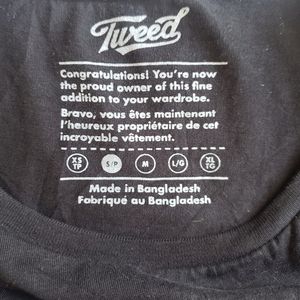 Tweed
Congratulations! You're now
the proud owner of this fine
addition to your wardrobe.
Bravo, vous êtes maintenant
l'heureux propriétaire de cet
incroyable vêtement.
XS
TP
S/P
M
L/G
XL
TG
Made in Bangladesh
Fabriqué au Bangladesh